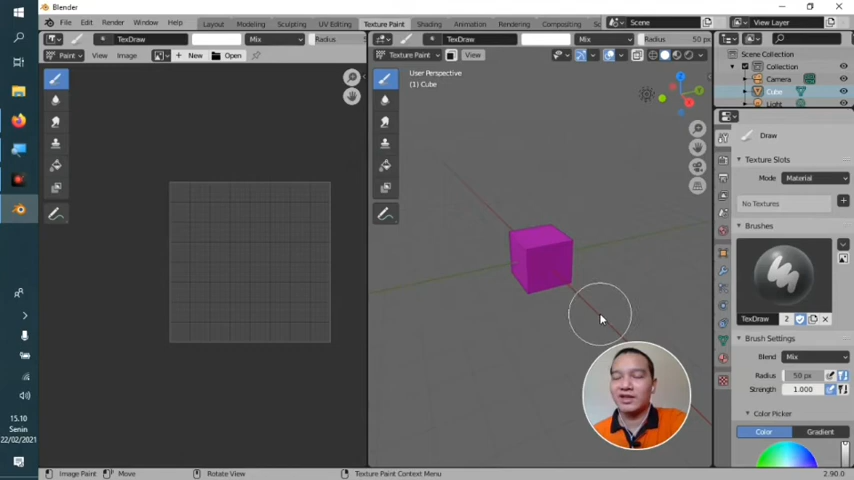 Blender
File Edit Render Window Help
Layout Modeling Sculpting UV Editing Texture Paint Shading Animation Rendering Compositing
Scene
View Layer
TexDraw Mix Radius
TexDraw Mix Radius 50 px
Paint View Image New Open
Texture Paint View
User Perspective
(1) Cube
Scene Collection
Collection
Camera
Cube
Light
Draw
Texture Slots
Mode Material
No Textures
Brushes
TexDraw 2
Brush Settings
Blend Mix
Radius 50 px
Strength 1.000
Color Picker
Color Gradient
15.10
Senin
22/02/2021
Image Paint Move Rotate View Texture Paint Context Menu 2.90.0